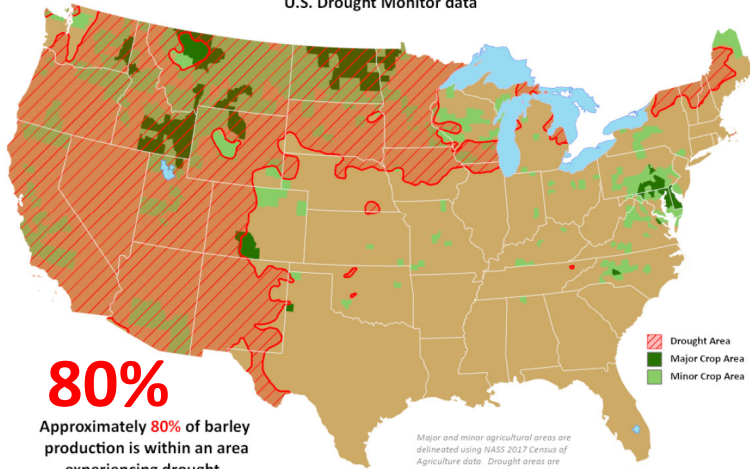 U.S. Drought Monitor data
Drought Area
Major Crop Area
Minor Crop Area
80%
Approximately 80% of barley
production is within an area
experiencing drought
Major and minor agricultural areas are
delineated using NASS 2017 Census of
Agriculture data. Drought areas are